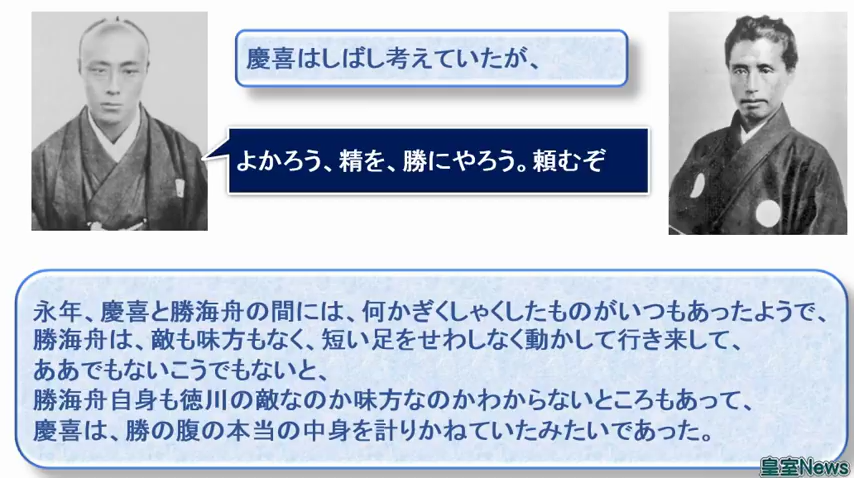 慶喜はしばし考えていたが、
よかろう、精を、勝にやろう。頼むぞ
永年、慶喜と勝海舟の間には、何かぎくしゃくしたものがいつもあったようで、
勝海舟は、敵も味方もなく、短い足をせわしなく動かして行き来して、
ああでもないこうでもないと、
勝海舟自身も徳川の敵なのか味方なのかわからないところもあって、
慶喜は、勝の腹の本当の中身を計りかねていたみたいであった。
皇室News